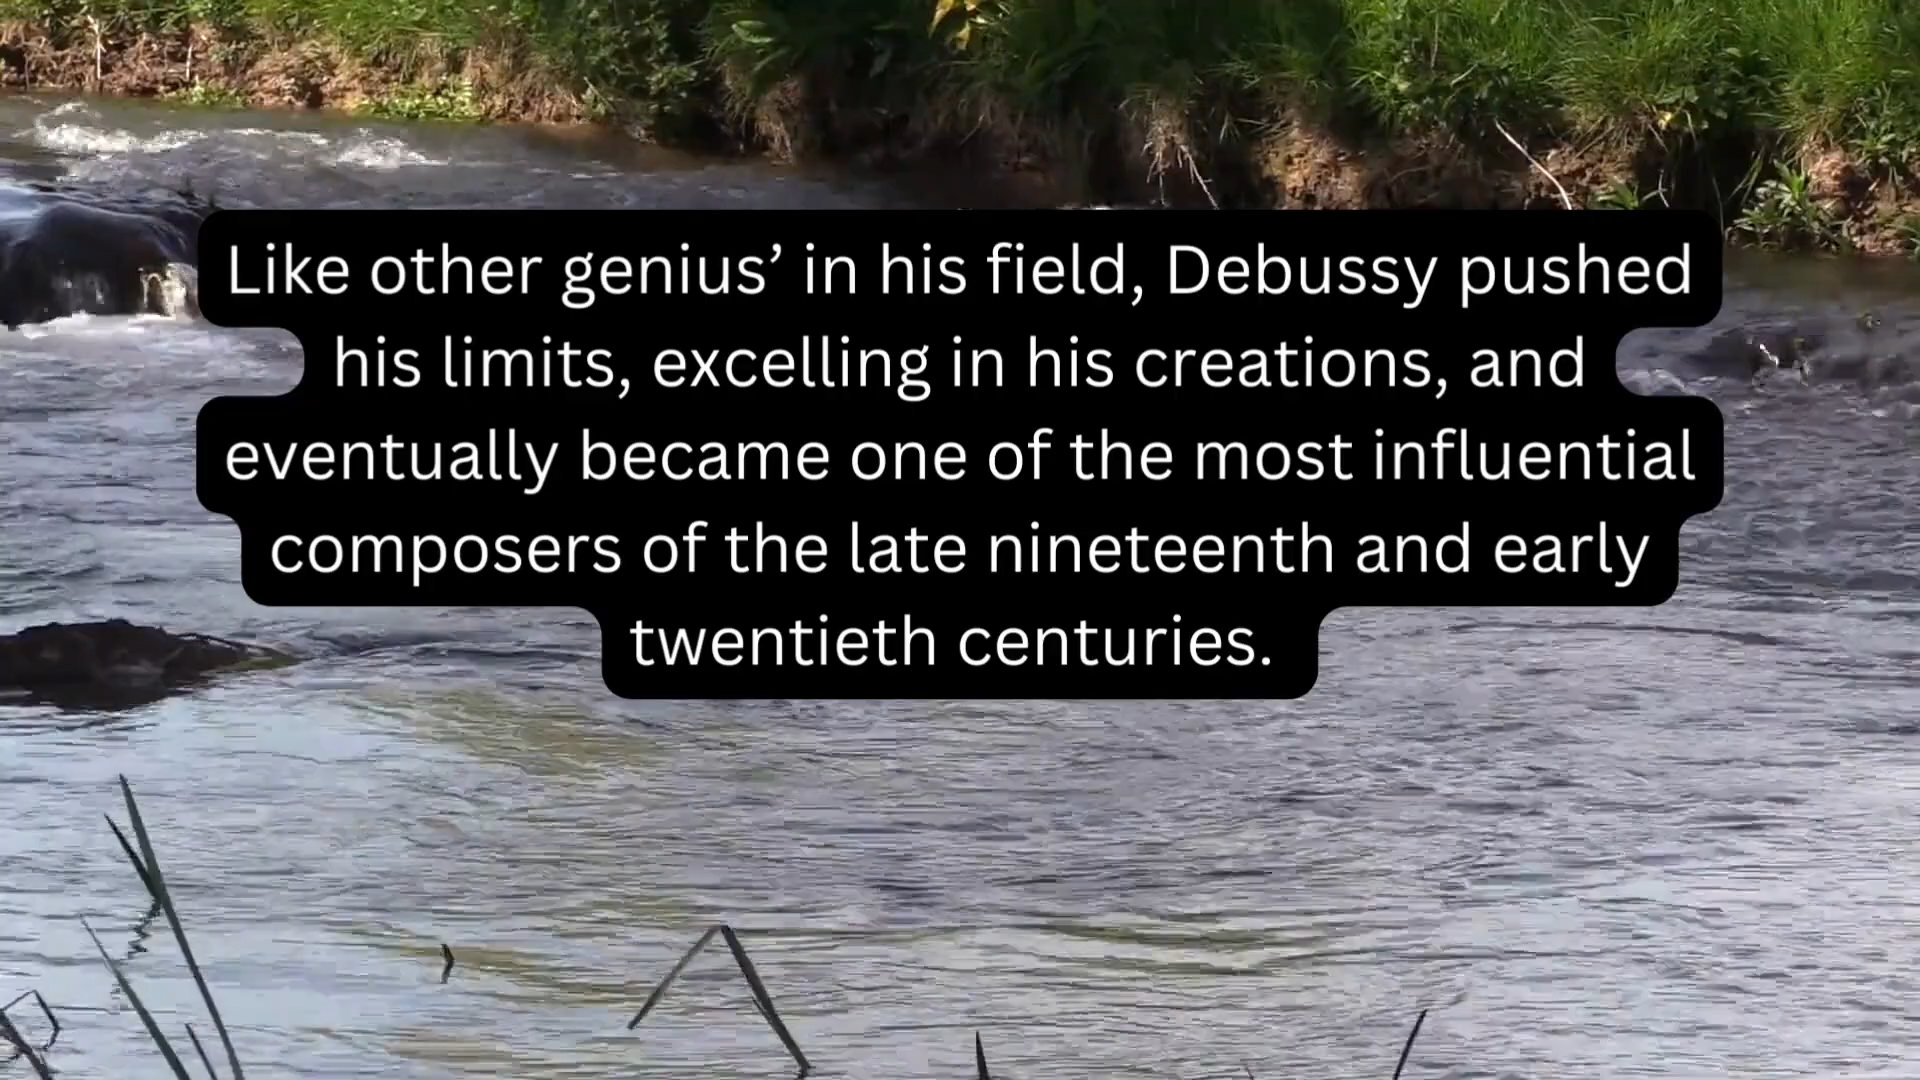 Like other genius’ in his field, Debussy pushed
his limits, excelling in his creations, and
eventually became one of the most influential
composers of the late nineteenth and early
twentieth centuries.